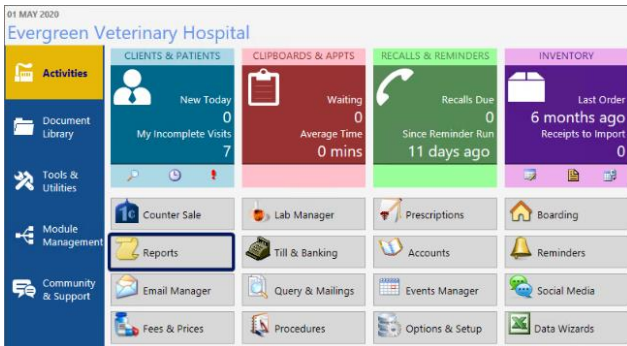 01 MAY 2020
Evergreen Veterinary Hospital
Activities
Document
Library
Tools &
Utilities
Module
Management
Community
& Support
CLIENTS & PATIENTS
New Today
0
My Incomplete Visits
7
CLIPBOARDS & APPTS
Waiting
0
Average Time
0 mins
RECALLS & REMINDERS
Recalls Due
0
Since Reminder Run
11 days ago
INVENTORY
Last Order
6 months ago
Receipts to Import
0
Counter Sale
Lab Manager
Prescriptions
Boarding
Reports
Till & Banking
Accounts
Reminders
Email Manager
Query & Mailings
Events Manager
Social Media
Fees & Prices
Procedures
Options & Setup
Data Wizards